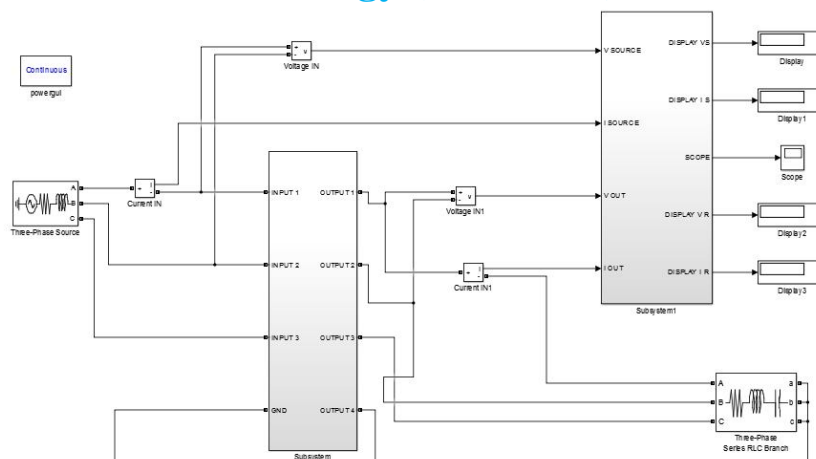 gy
Continuous
powergui
+
-
v
Voltage IN
V SOURCE
DISPLAY VS
Display
I SOURCE
DISPLAY I S
Display1
SCOPE
Scope
V OUT
DISPLAY V R
Display2
I OUT
DISPLAY I R
Display3
Subsystem1
A
B
C
Three-Phase Source
+
i
-
Current IN
INPUT 1
OUTPUT 1
INPUT 2
OUTPUT 2
INPUT 3
OUTPUT 3
GND
OUTPUT 4
Subsystem
+
-
v
Voltage IN1
+
i
-
Current IN1
A
a
B
b
C
c
Three-Phase
Series RLC Branch